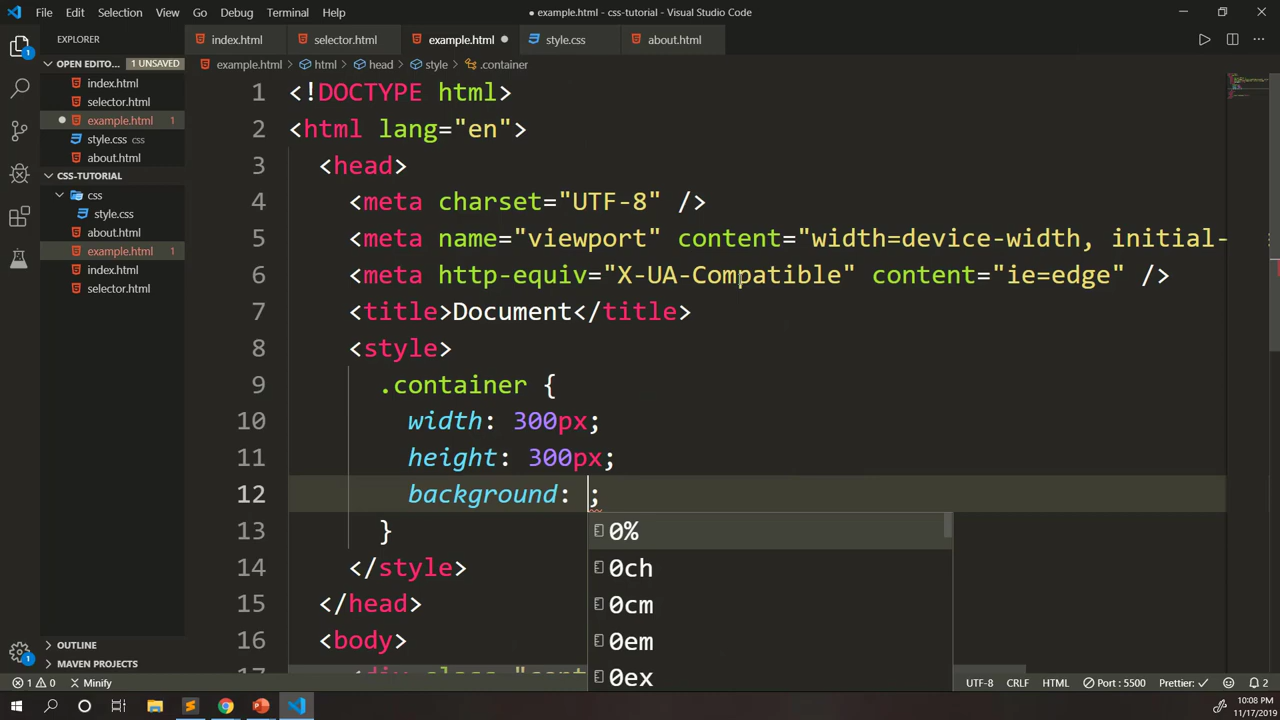 File Edit Selection View Go Debug Terminal Help
● example.html - css-tutorial - Visual Studio Code
EXPLORER
index.html
selector.html
example.html
style.css
about.html
OPEN EDITO... 1 UNSAVED
index.html
selector.html
example.html 1
style.css css
about.html
CSS-TUTORIAL
css
style.css
about.html
example.html 1
index.html
selector.html
OUTLINE
MAVEN PROJECTS
example.html > html > head > style > .container
1 <!DOCTYPE html>
2 <html lang="en">
3 <head>
4 <meta charset="UTF-8" />
5 <meta name="viewport" content="width=device-width, initial-
6 <meta http-equiv="X-UA-Compatible" content="ie=edge" />
7 <title>Document</title>
8 <style>
9 .container {
10 width: 300px;
11 height: 300px;
12 background: ;
13 }
14 </style>
15 </head>
16 <body>
17 <div class="cont
0%
0ch
0cm
0em
0ex
1 0 Minify
UTF-8 CRLF HTML Port : 5500 Prettier: ✓ 2
10:08 PM
11/17/2019